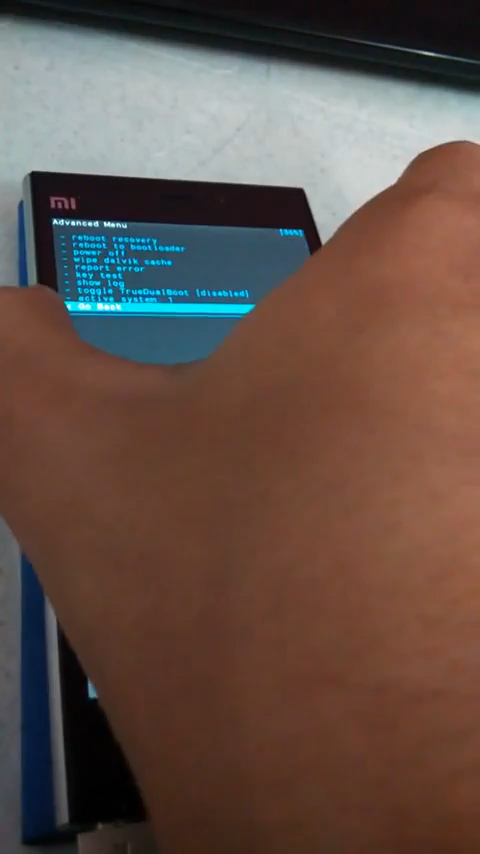 mi
Advanced Menu
- reboot recovery
- reboot to bootloader
- power off
- wipe dalvik cache
- report error
- key test
- show log
- toggle TrueDualBoot [disabled]
- active system: 1
Go Back